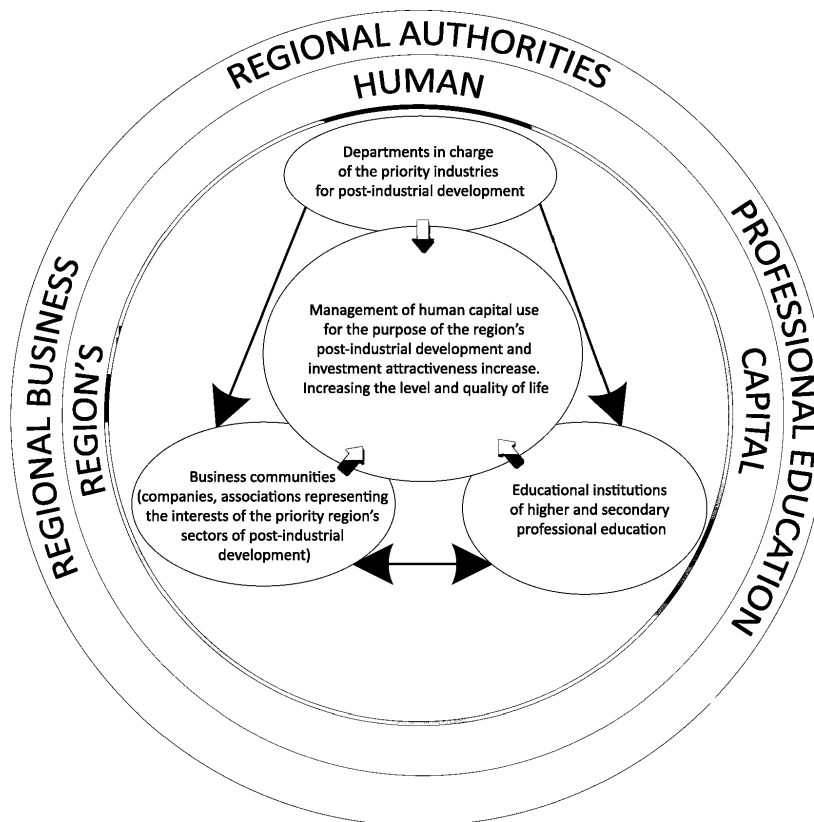 REGIONAL AUTHORITIES
HUMAN
Departments in charge
of the priority industries
for post-industrial development
REGIONAL BUSINESS
REGION'S
PROFESSIONAL EDUCATION
CAPITAL
Management of human capital use
for the purpose of the region's
post-industrial development and
investment attractiveness increase.
Increasing the level and quality of life
Business communities
(companies, associations representing
the interests of the priority region's
sectors of post-industrial
development)
Educational institutions
of higher and secondary
professional education